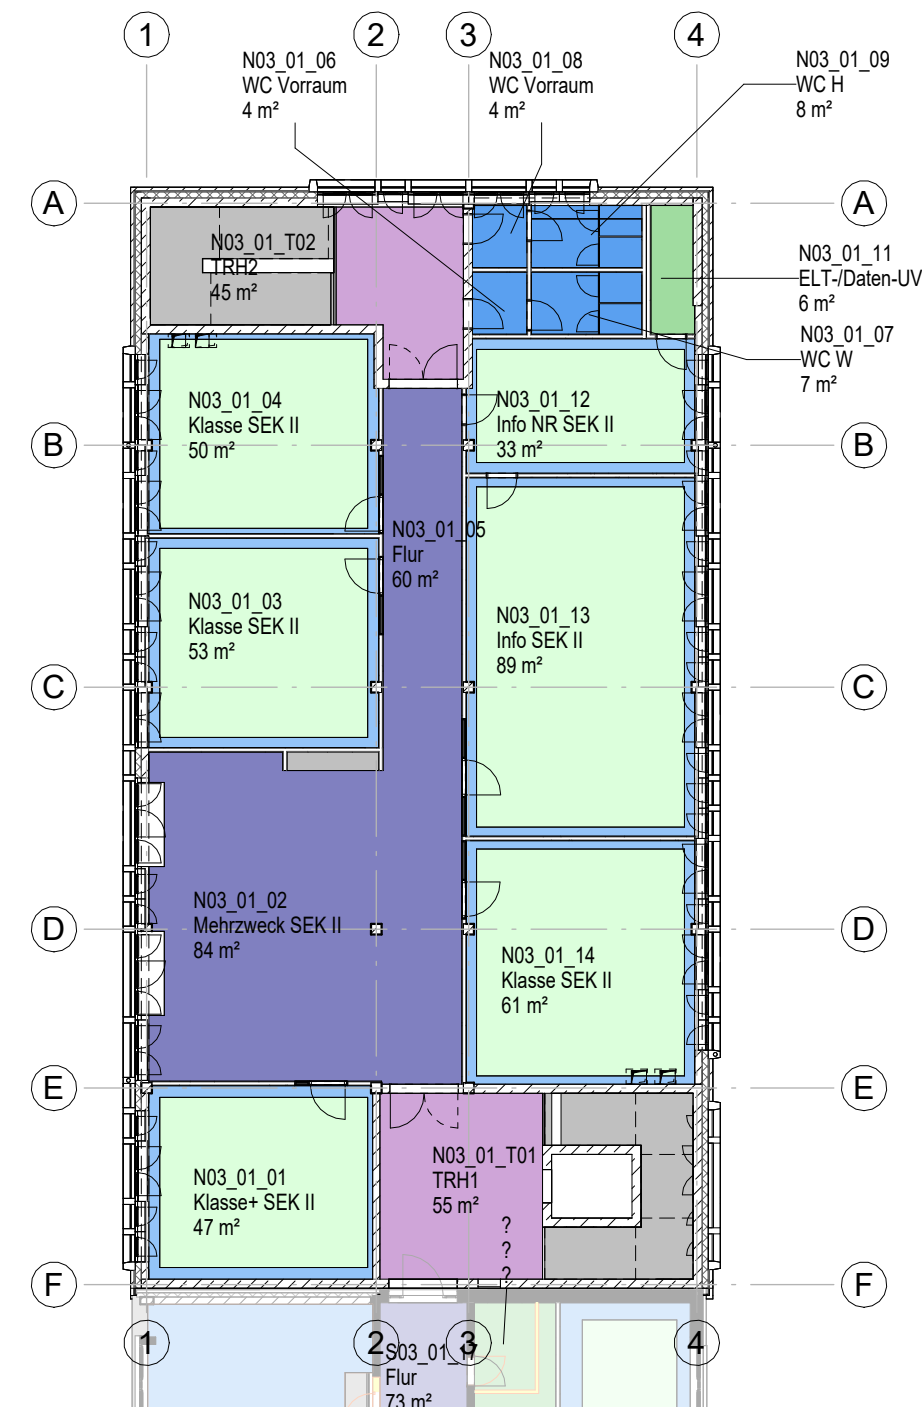 1
2
3
4
N03_01_06
WC Vorraum
4 m²
N03_01_08
WC Vorraum
4 m²
N03_01_09
WC H
8 m²
A
A
N03_01_T02
TRH2
45 m²
N03_01_11
ELT-/Daten-UV
6 m²
N03_01_07
WC W
7 m²
N03_01_04
Klasse SEK II
50 m²
N03_01_12
Info NR SEK II
33 m²
B
B
N03_01_05
Flur
60 m²
N03_01_03
Klasse SEK II
53 m²
N03_01_13
Info SEK II
89 m²
C
C
N03_01_02
Mehrzweck SEK II
84 m²
D
D
N03_01_14
Klasse SEK II
61 m²
E
E
N03_01_01
Klasse+ SEK II
47 m²
N03_01_T01
TRH1
55 m²
?
?
?
F
F
1
2
3
4
S03_01_17
Flur
73 m²